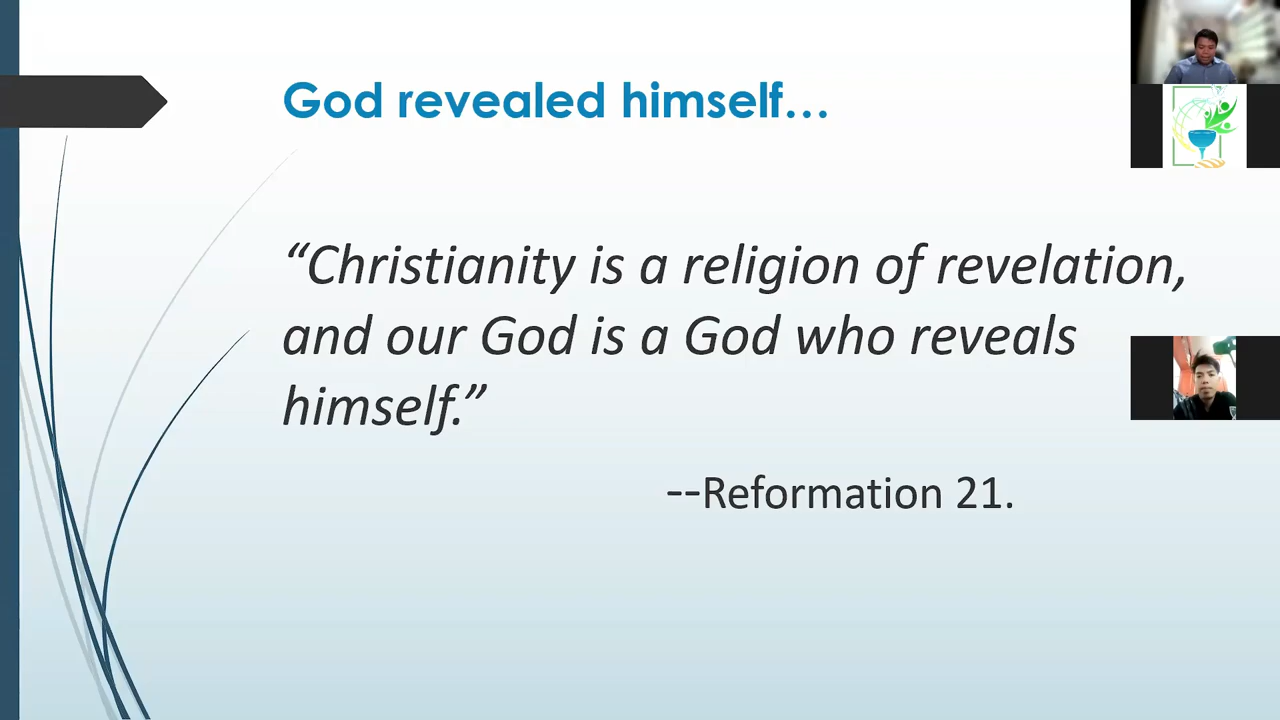 God revealed himself…
“Christianity is a religion of revelation,
and our God is a God who reveals
himself.”
--Reformation 21.